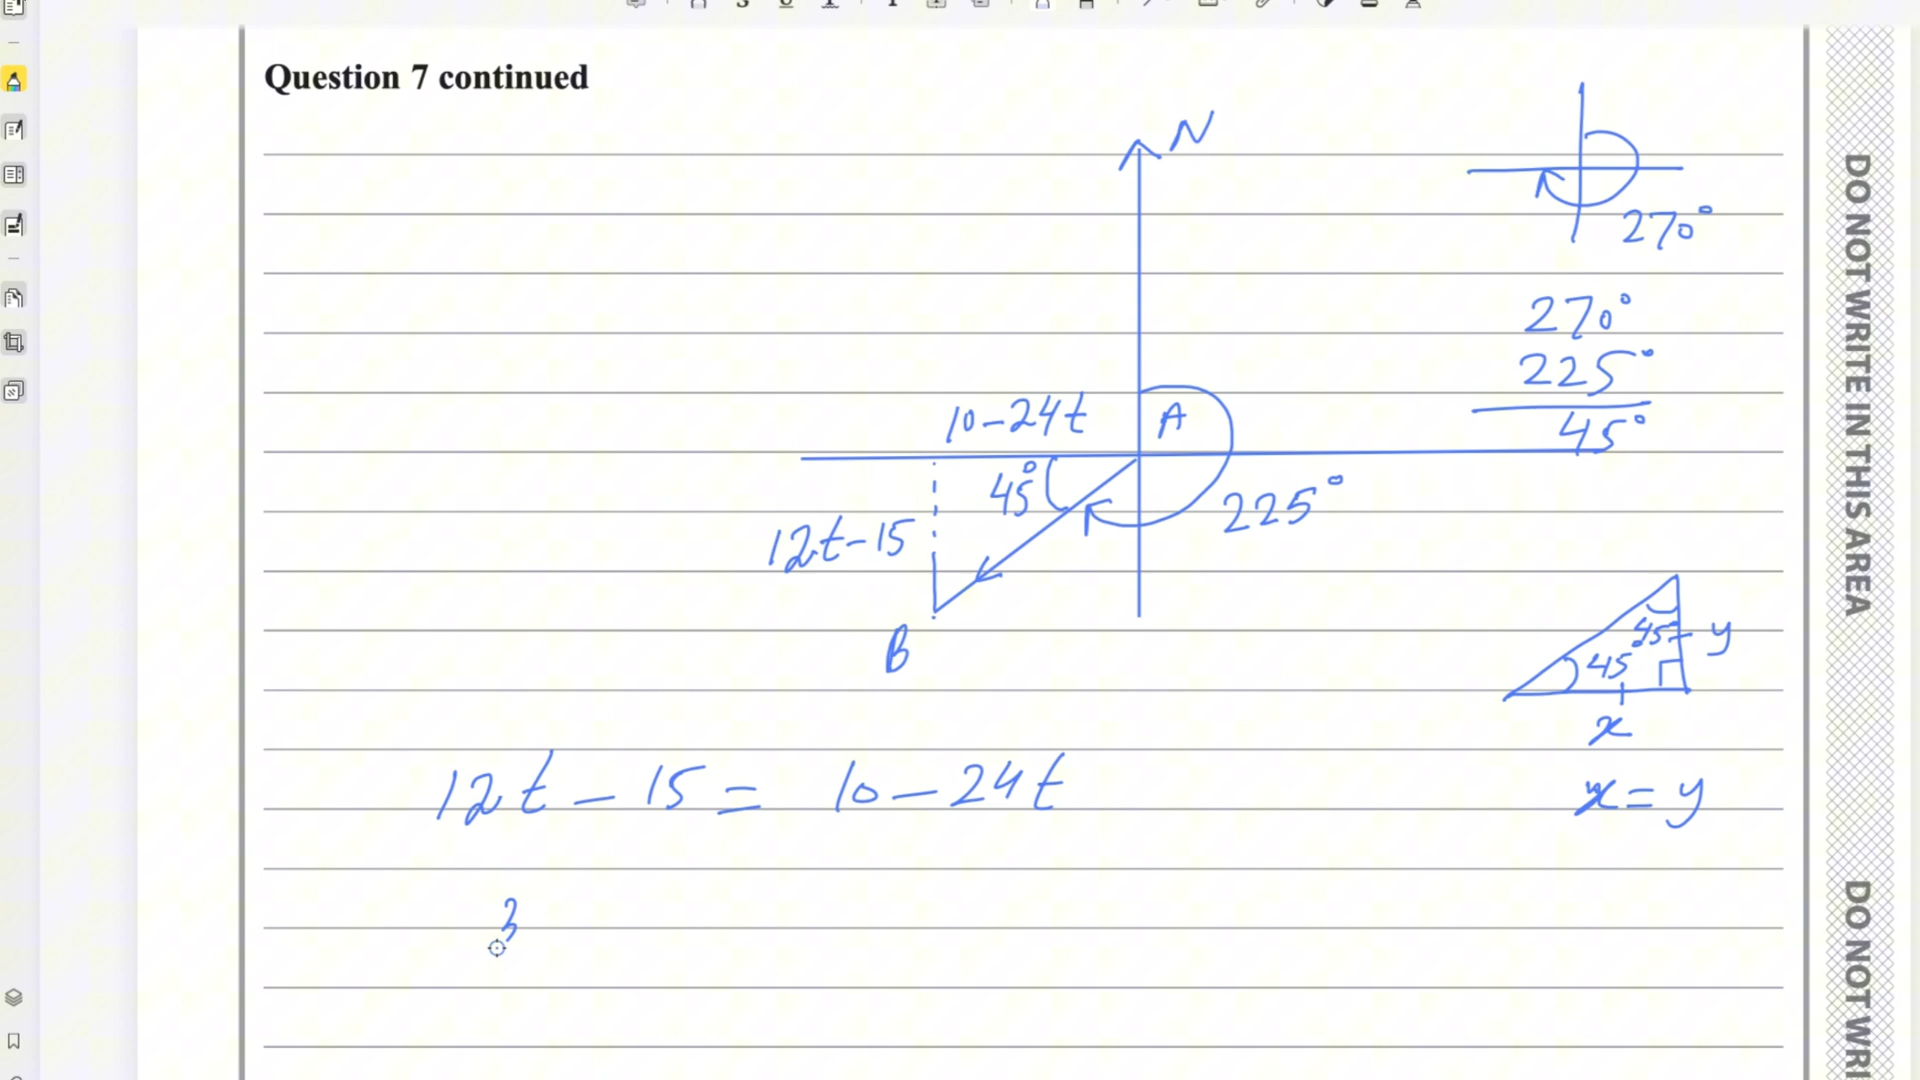 Question 7 continued
N
270°
270°
225°
45°
10-24t
A
45°
225°
12t-15
B
45
45
y
x
12t - 15 = 10 - 24t
x = y
3
DO NOT WRITE IN THIS AREA
DO NOT WRI